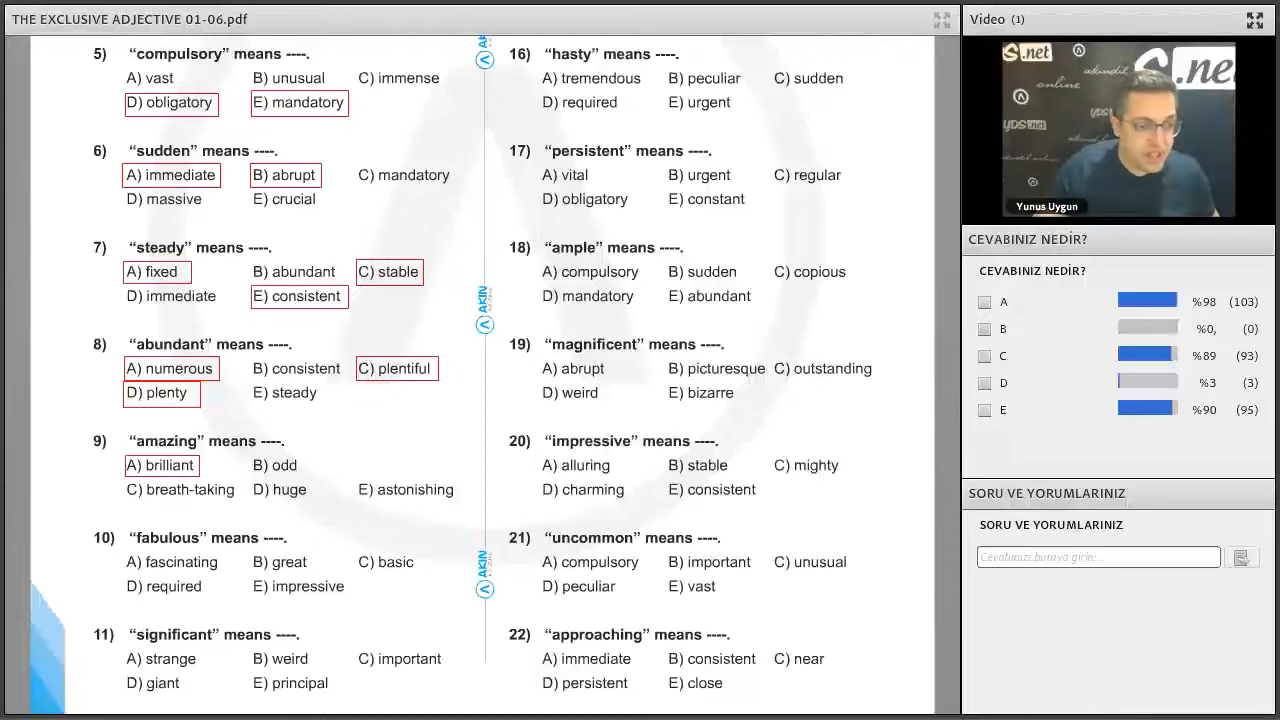 THE EXCLUSIVE ADJECTIVE 01-06.pdf
5) “compulsory” means ----.
A) vast B) unusual C) immense
D) obligatory E) mandatory
6) “sudden” means ----.
A) immediate B) abrupt C) mandatory
D) massive E) crucial
7) “steady” means ----.
A) fixed B) abundant C) stable
D) immediate E) consistent
8) “abundant” means ----.
A) numerous B) consistent C) plentiful
D) plenty E) steady
9) “amazing” means ----.
A) brilliant B) odd
C) breath-taking D) huge E) astonishing
10) “fabulous” means ----.
A) fascinating B) great C) basic
D) required E) impressive
11) “significant” means ----.
A) strange B) weird C) important
D) giant E) principal
AKIN
AKIN
AKIN
16) “hasty” means ----.
A) tremendous B) peculiar C) sudden
D) required E) urgent
17) “persistent” means ----.
A) vital B) urgent C) regular
D) obligatory E) constant
18) “ample” means ----.
A) compulsory B) sudden C) copious
D) mandatory E) abundant
19) “magnificent” means ----.
A) abrupt B) picturesque C) outstanding
D) weird E) bizarre
20) “impressive” means ----.
A) alluring B) stable C) mighty
D) charming E) consistent
21) “uncommon” means ----.
A) compulsory B) important C) unusual
D) peculiar E) vast
22) “approaching” means ----.
A) immediate B) consistent C) near
D) persistent E) close
Video (1)
S.net
S.net
akındil
online
YDS.net
Yunus Uygun
CEVABINIZ NEDİR?
CEVABINIZ NEDİR?
A %98 (103)
B %0, (0)
C %89 (93)
D %3 (3)
E %90 (95)
SORU VE YORUMLARINIZ
SORU VE YORUMLARINIZ
Cevabınızı buraya girin: ...